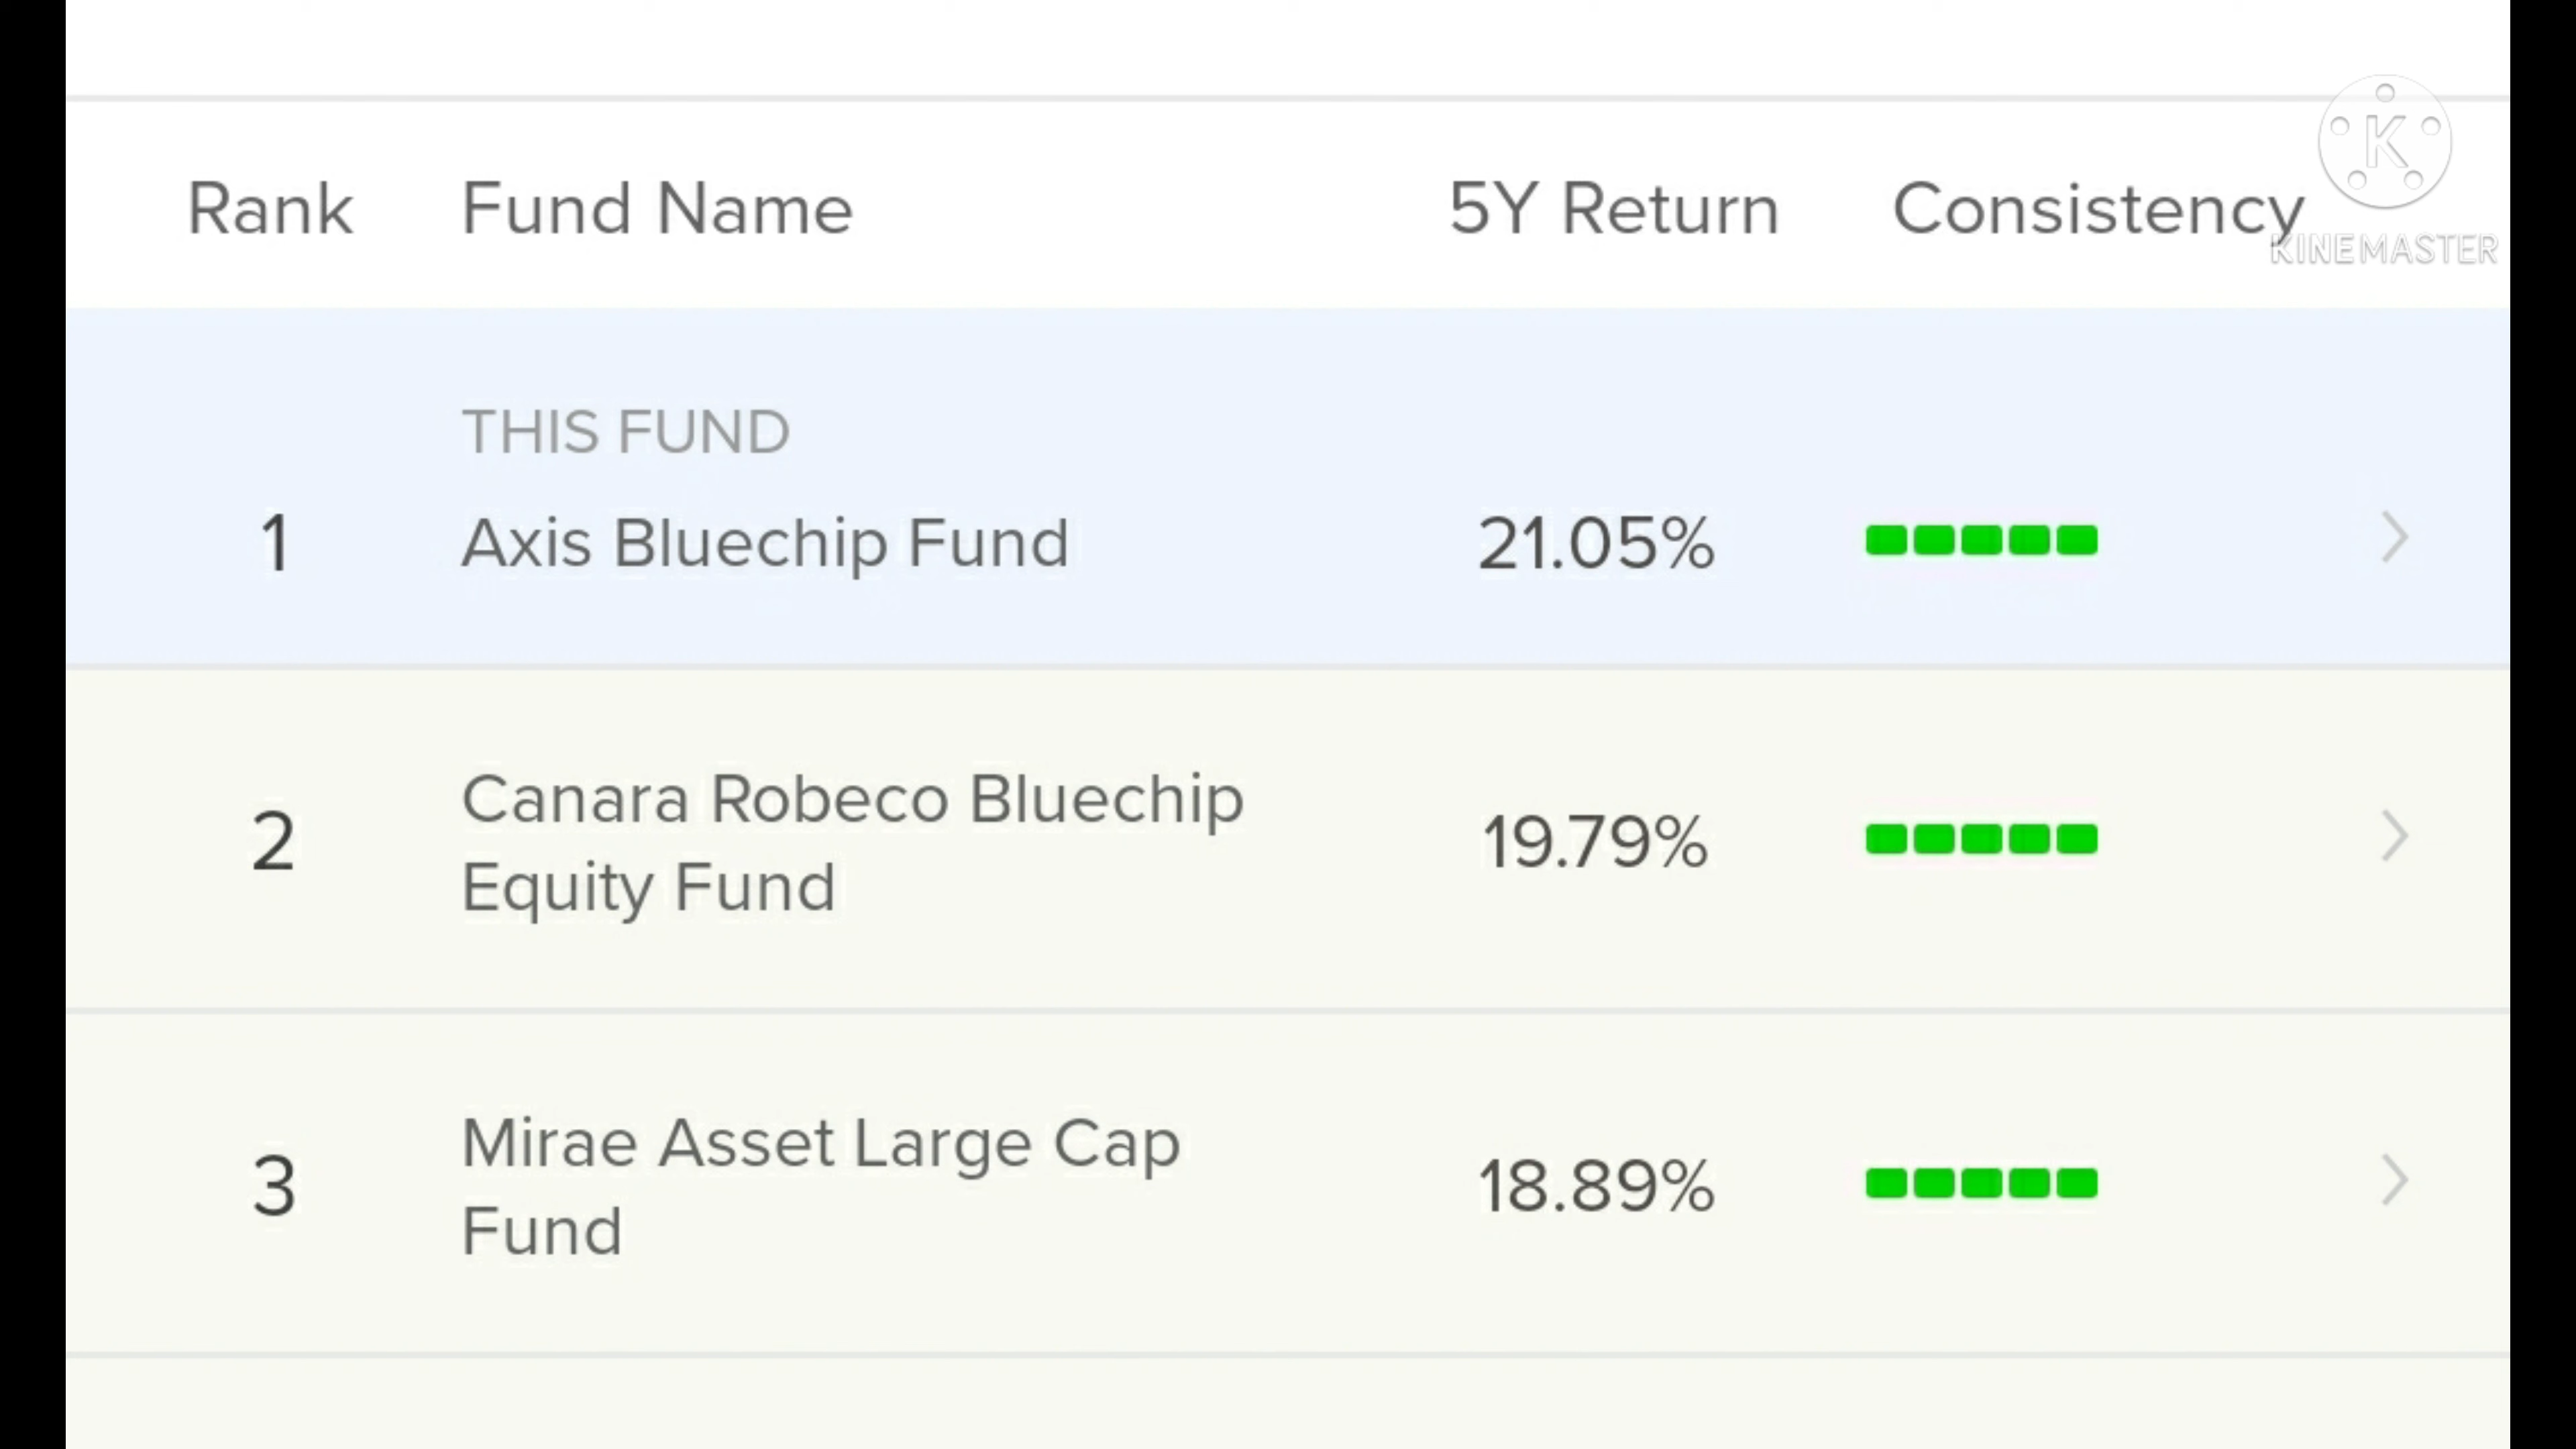 Rank Fund Name 5Y Return Consistency
K
KINEMASTER
THIS FUND
1 Axis Bluechip Fund 21.05%
2 Canara Robeco Bluechip 19.79%
Equity Fund
3 Mirae Asset Large Cap 18.89%
Fund